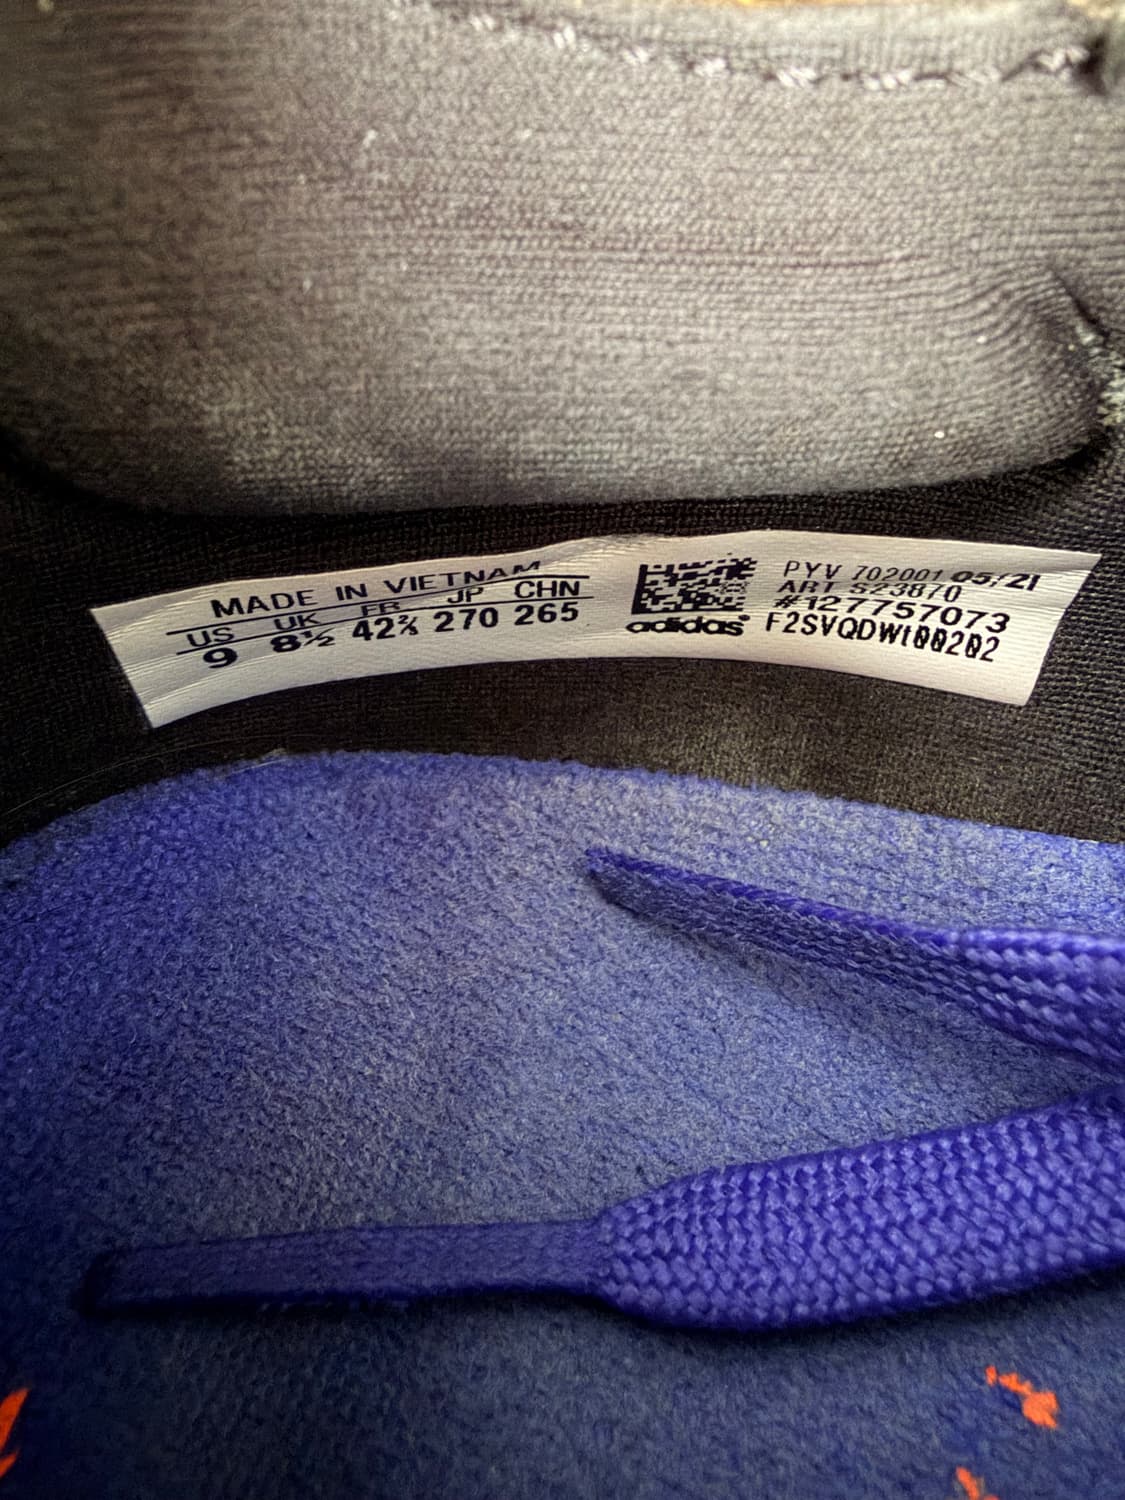 MADE IN VIETNAM
US UK FR JP CHN
9 8½ 42⅔ 270 265
adidas
PYV 702001 05/21
ART S23870
#127757073
F2SVQDWt00202